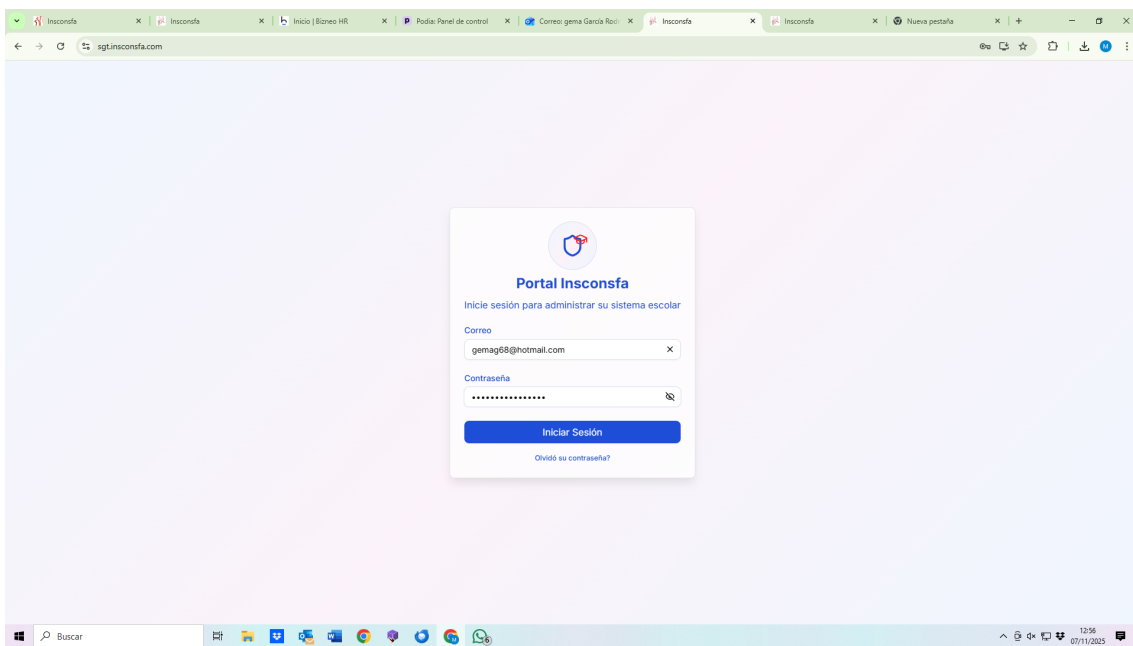 Insconsfa
Insconsfa
Inicio | Bizneo HR
Podia: Panel de control
Correo: gema García Rodi
Insconsfa
Insconsfa
Nueva pestaña
sgt.insconsfa.com
M
Portal Insconsfa
Inicie sesión para administrar su sistema escolar
Correo
gemag68@hotmail.com
Contraseña
••••••••••••••••
Iniciar Sesión
Olvidó su contraseña?
Buscar
6
12:56
07/11/2025